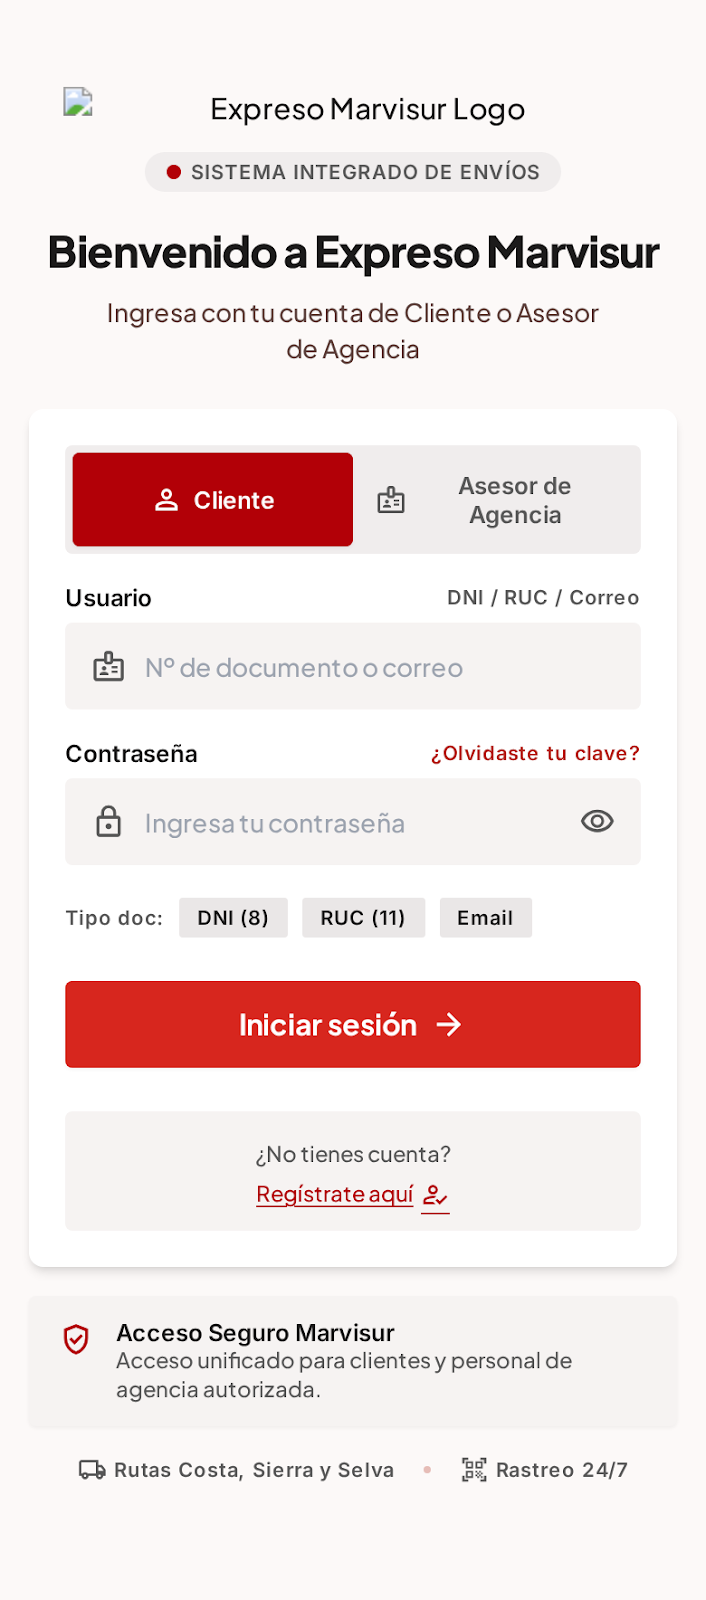 Expreso Marvisur Logo
SISTEMA INTEGRADO DE ENVÍOS
Bienvenido a Expreso Marvisur
Ingresa con tu cuenta de Cliente o Asesor
de Agencia
Cliente
Asesor de
Agencia
Usuario
DNI / RUC / Correo
Nº de documento o correo
Contraseña
¿Olvidaste tu clave?
Ingresa tu contraseña
Tipo doc:
DNI (8)
RUC (11)
Email
Iniciar sesión
¿No tienes cuenta?
Regístrate aquí
Acceso Seguro Marvisur
Acceso unificado para clientes y personal de
agencia autorizada.
Rutas Costa, Sierra y Selva
Rastreo 24/7